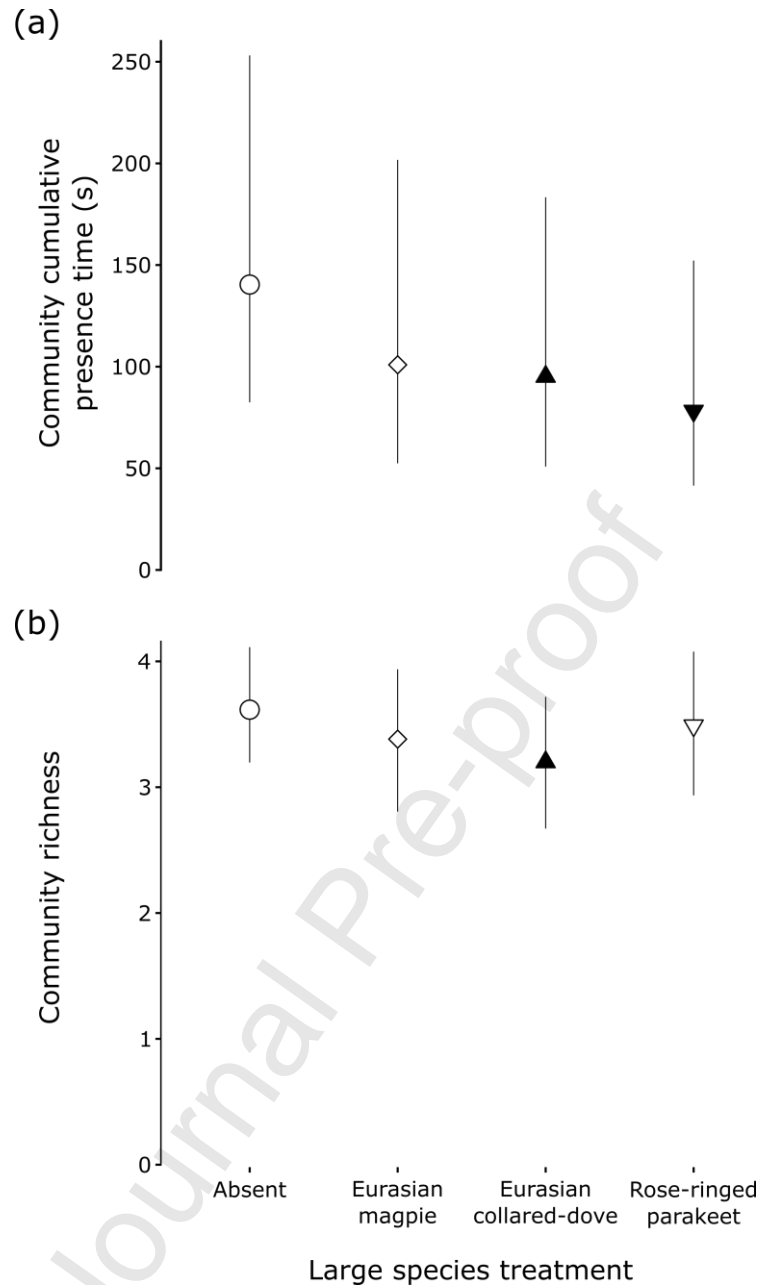 (a)
Community cumulative
presence time (s)
250
200
150
100
50
0
(b)
Community richness
4
3
2
1
0
Absent
Eurasian
magpie
Eurasian
collared-dove
Rose-ringed
parakeet
Large species treatment
Journal Pre-proof